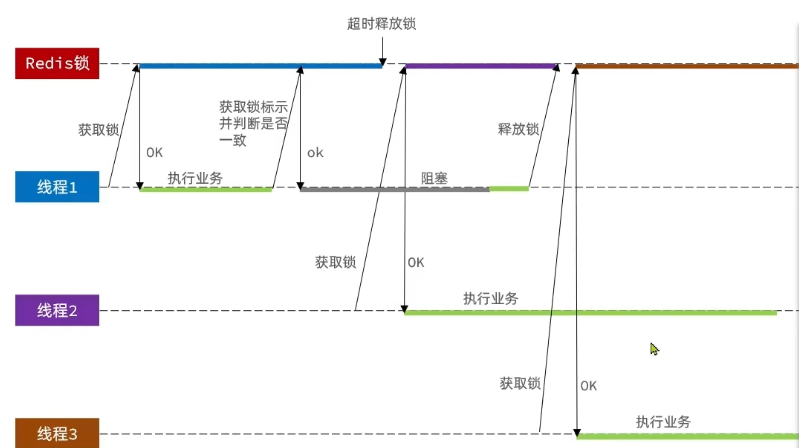 超时释放锁
Redis锁
获取锁
OK
获取锁标示
并判断是否
一致
ok
释放锁
线程1
执行业务
阻塞
获取锁
OK
线程2
执行业务
获取锁
OK
线程3
执行业务